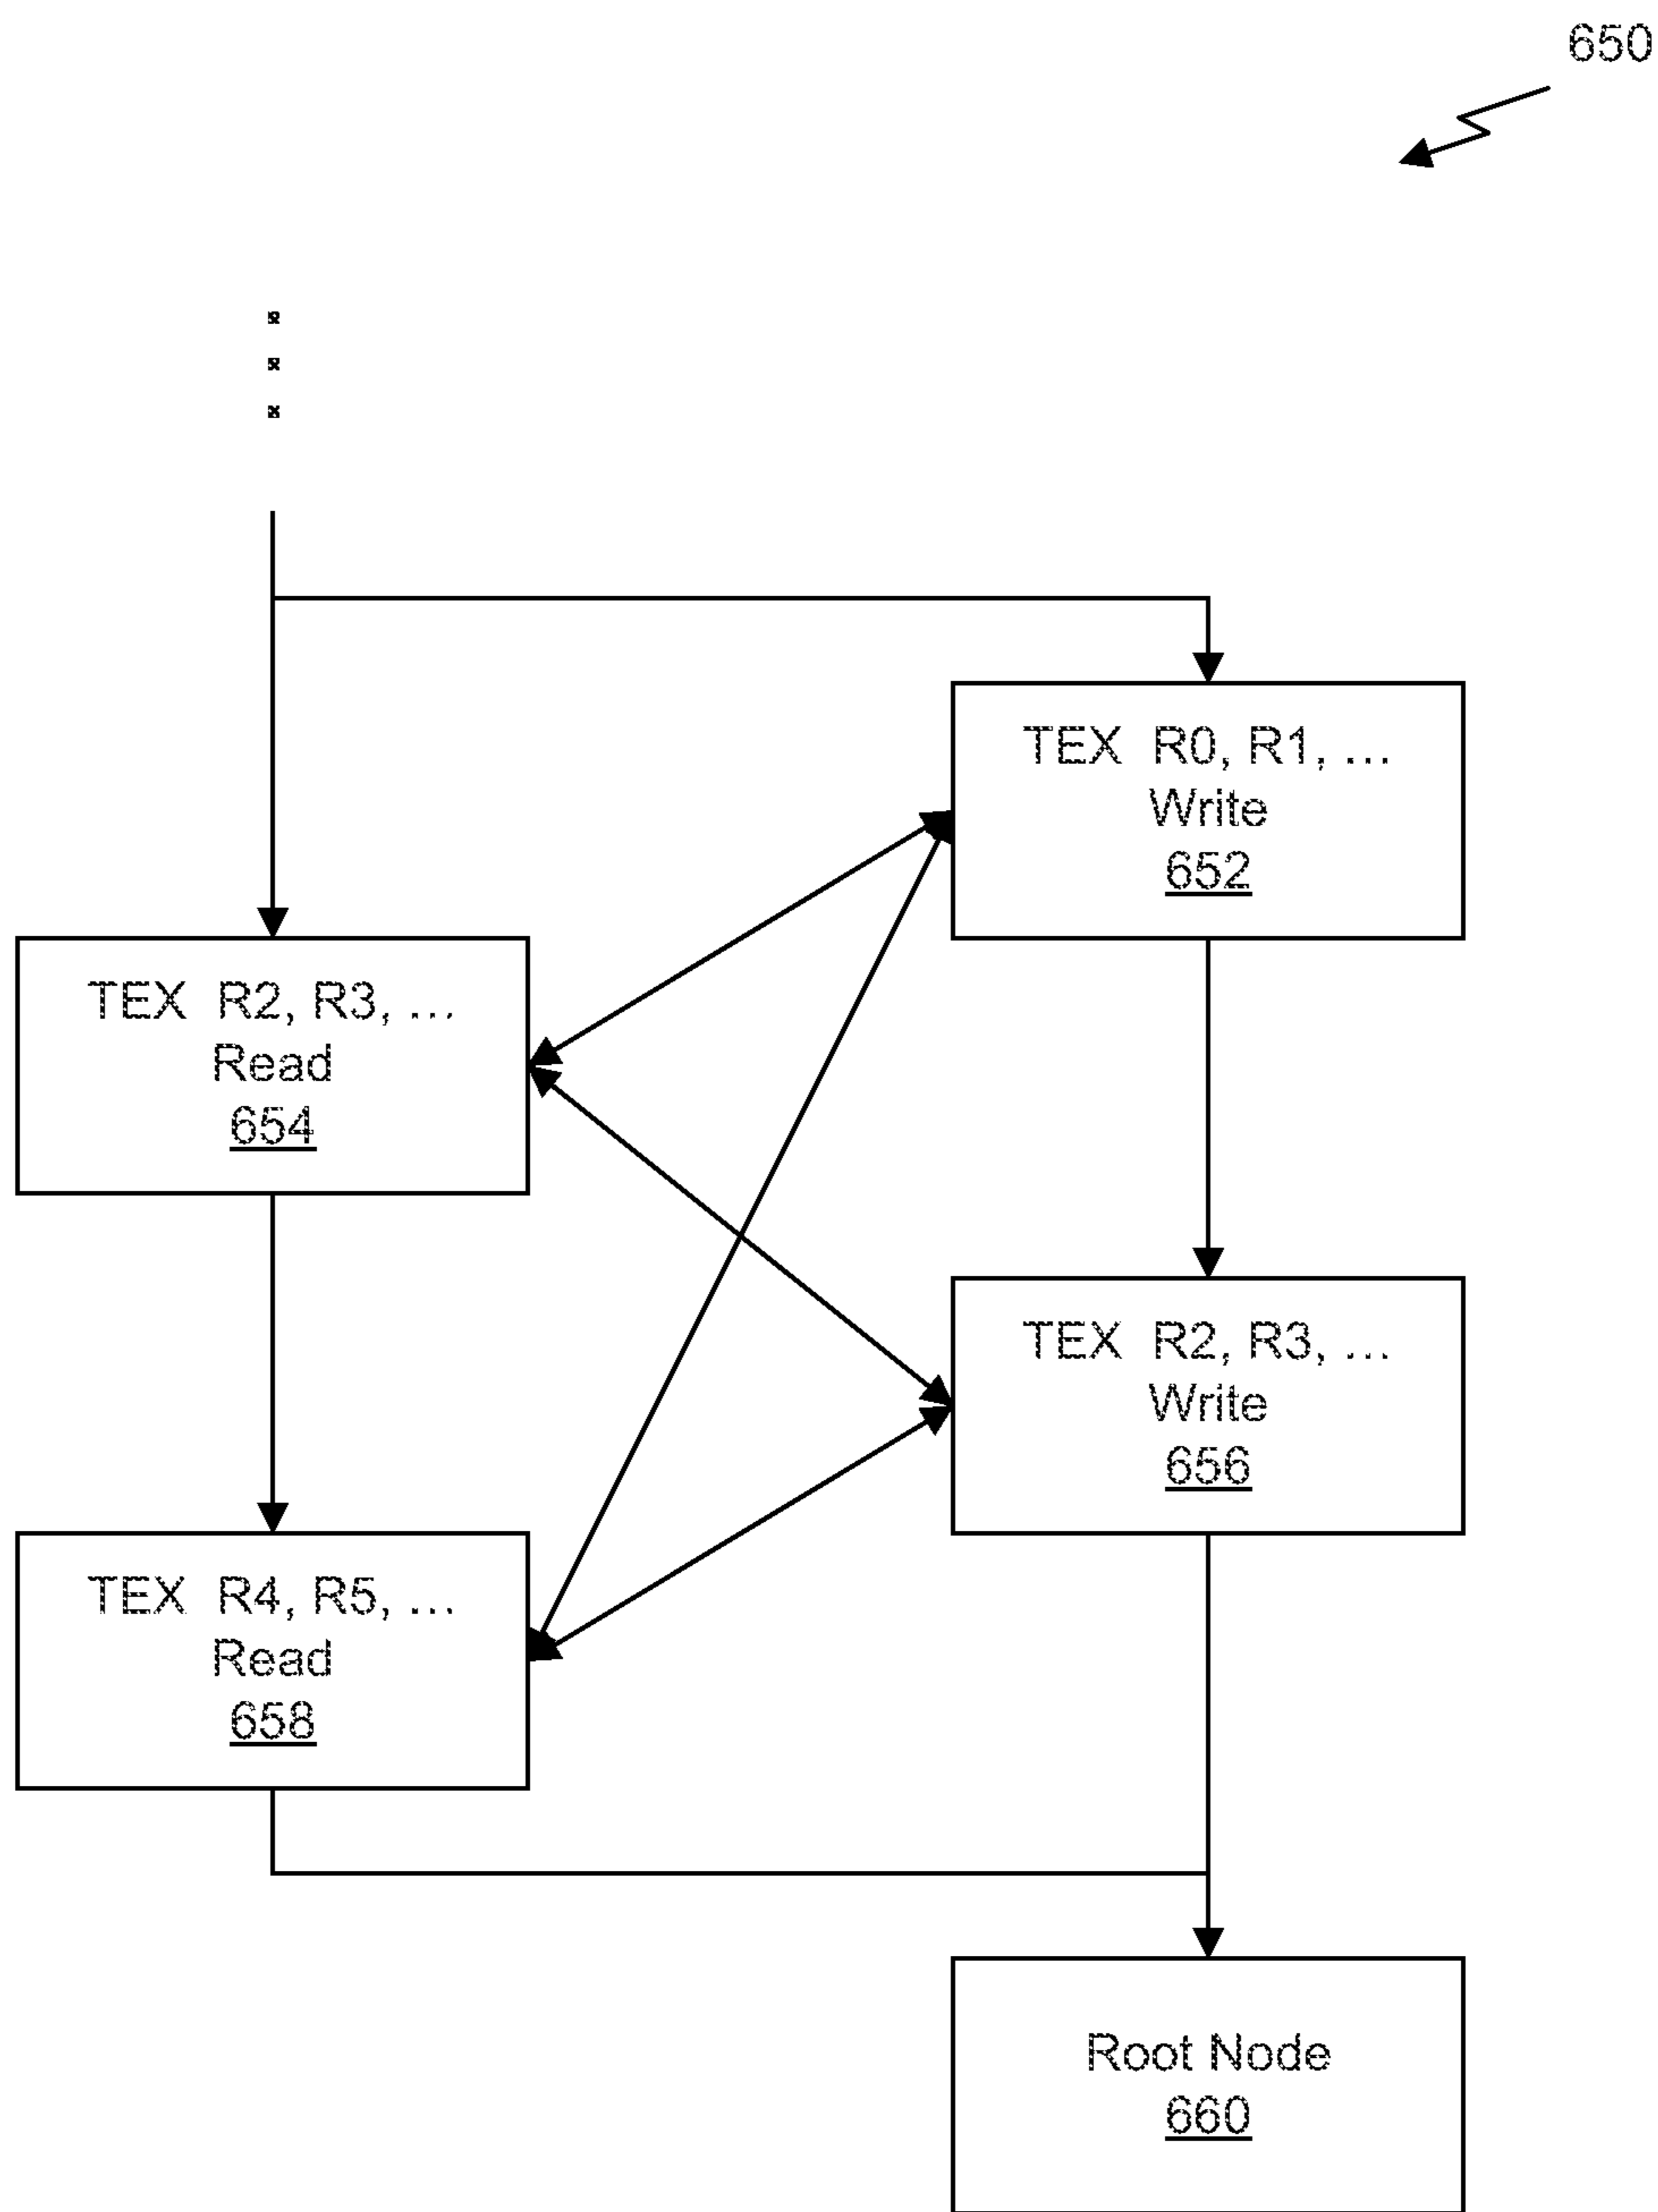 650
TEX R0, R1, ...
Write
652
TEX R2, R3, ...
Read
654
TEX R2, R3, ...
Write
656
TEX R4, R5, ...
Read
658
Root Node
660